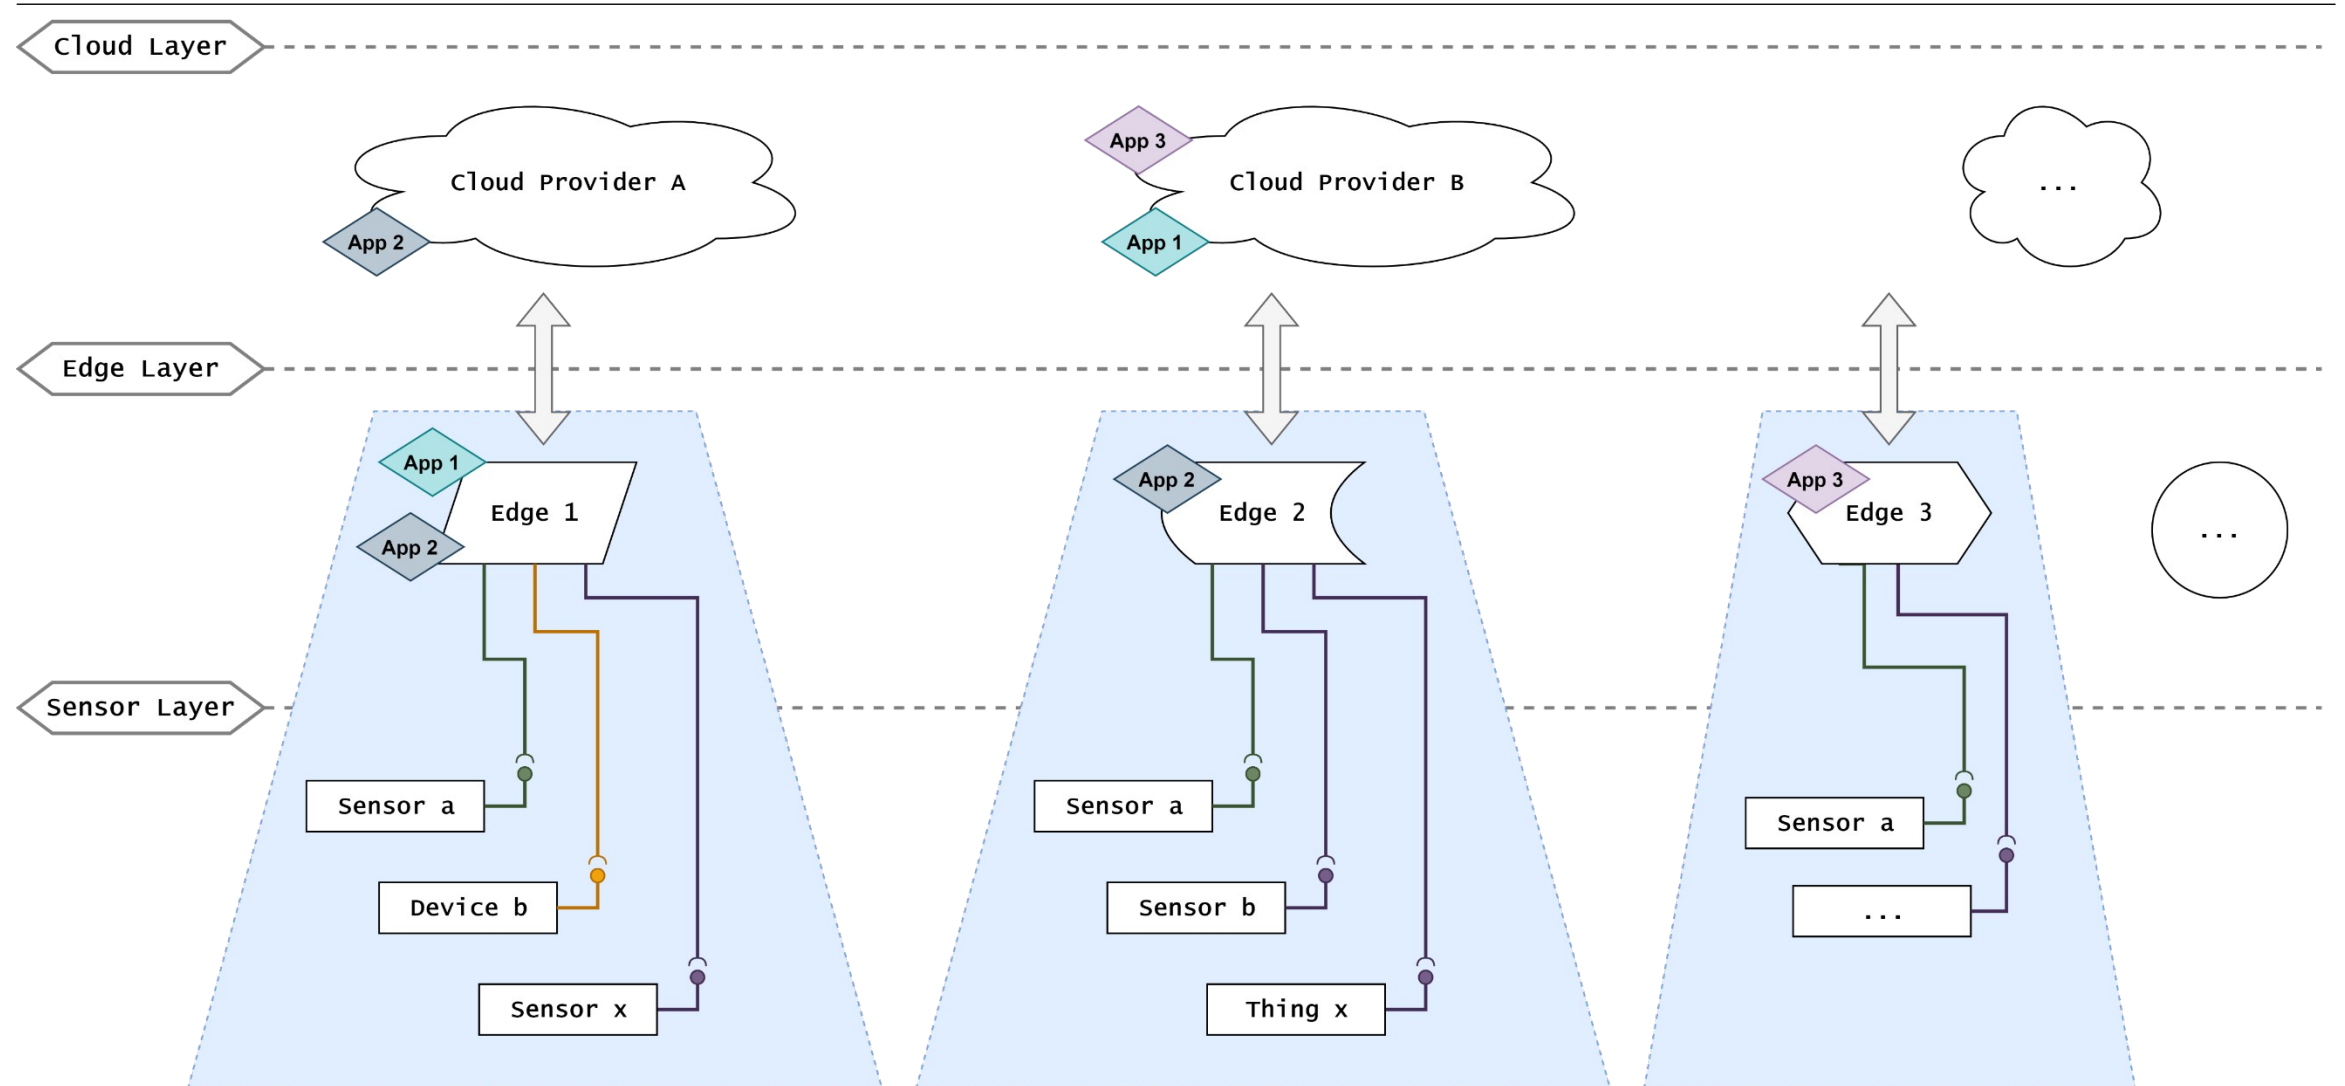 Cloud Layer
Cloud Provider A
App 2
App 3
Cloud Provider B
App 1
...
Edge Layer
App 1
Edge 1
App 2
App 2
Edge 2
App 3
Edge 3
...
Sensor Layer
Sensor a
Device b
Sensor x
Sensor a
Sensor b
Thing x
Sensor a
...